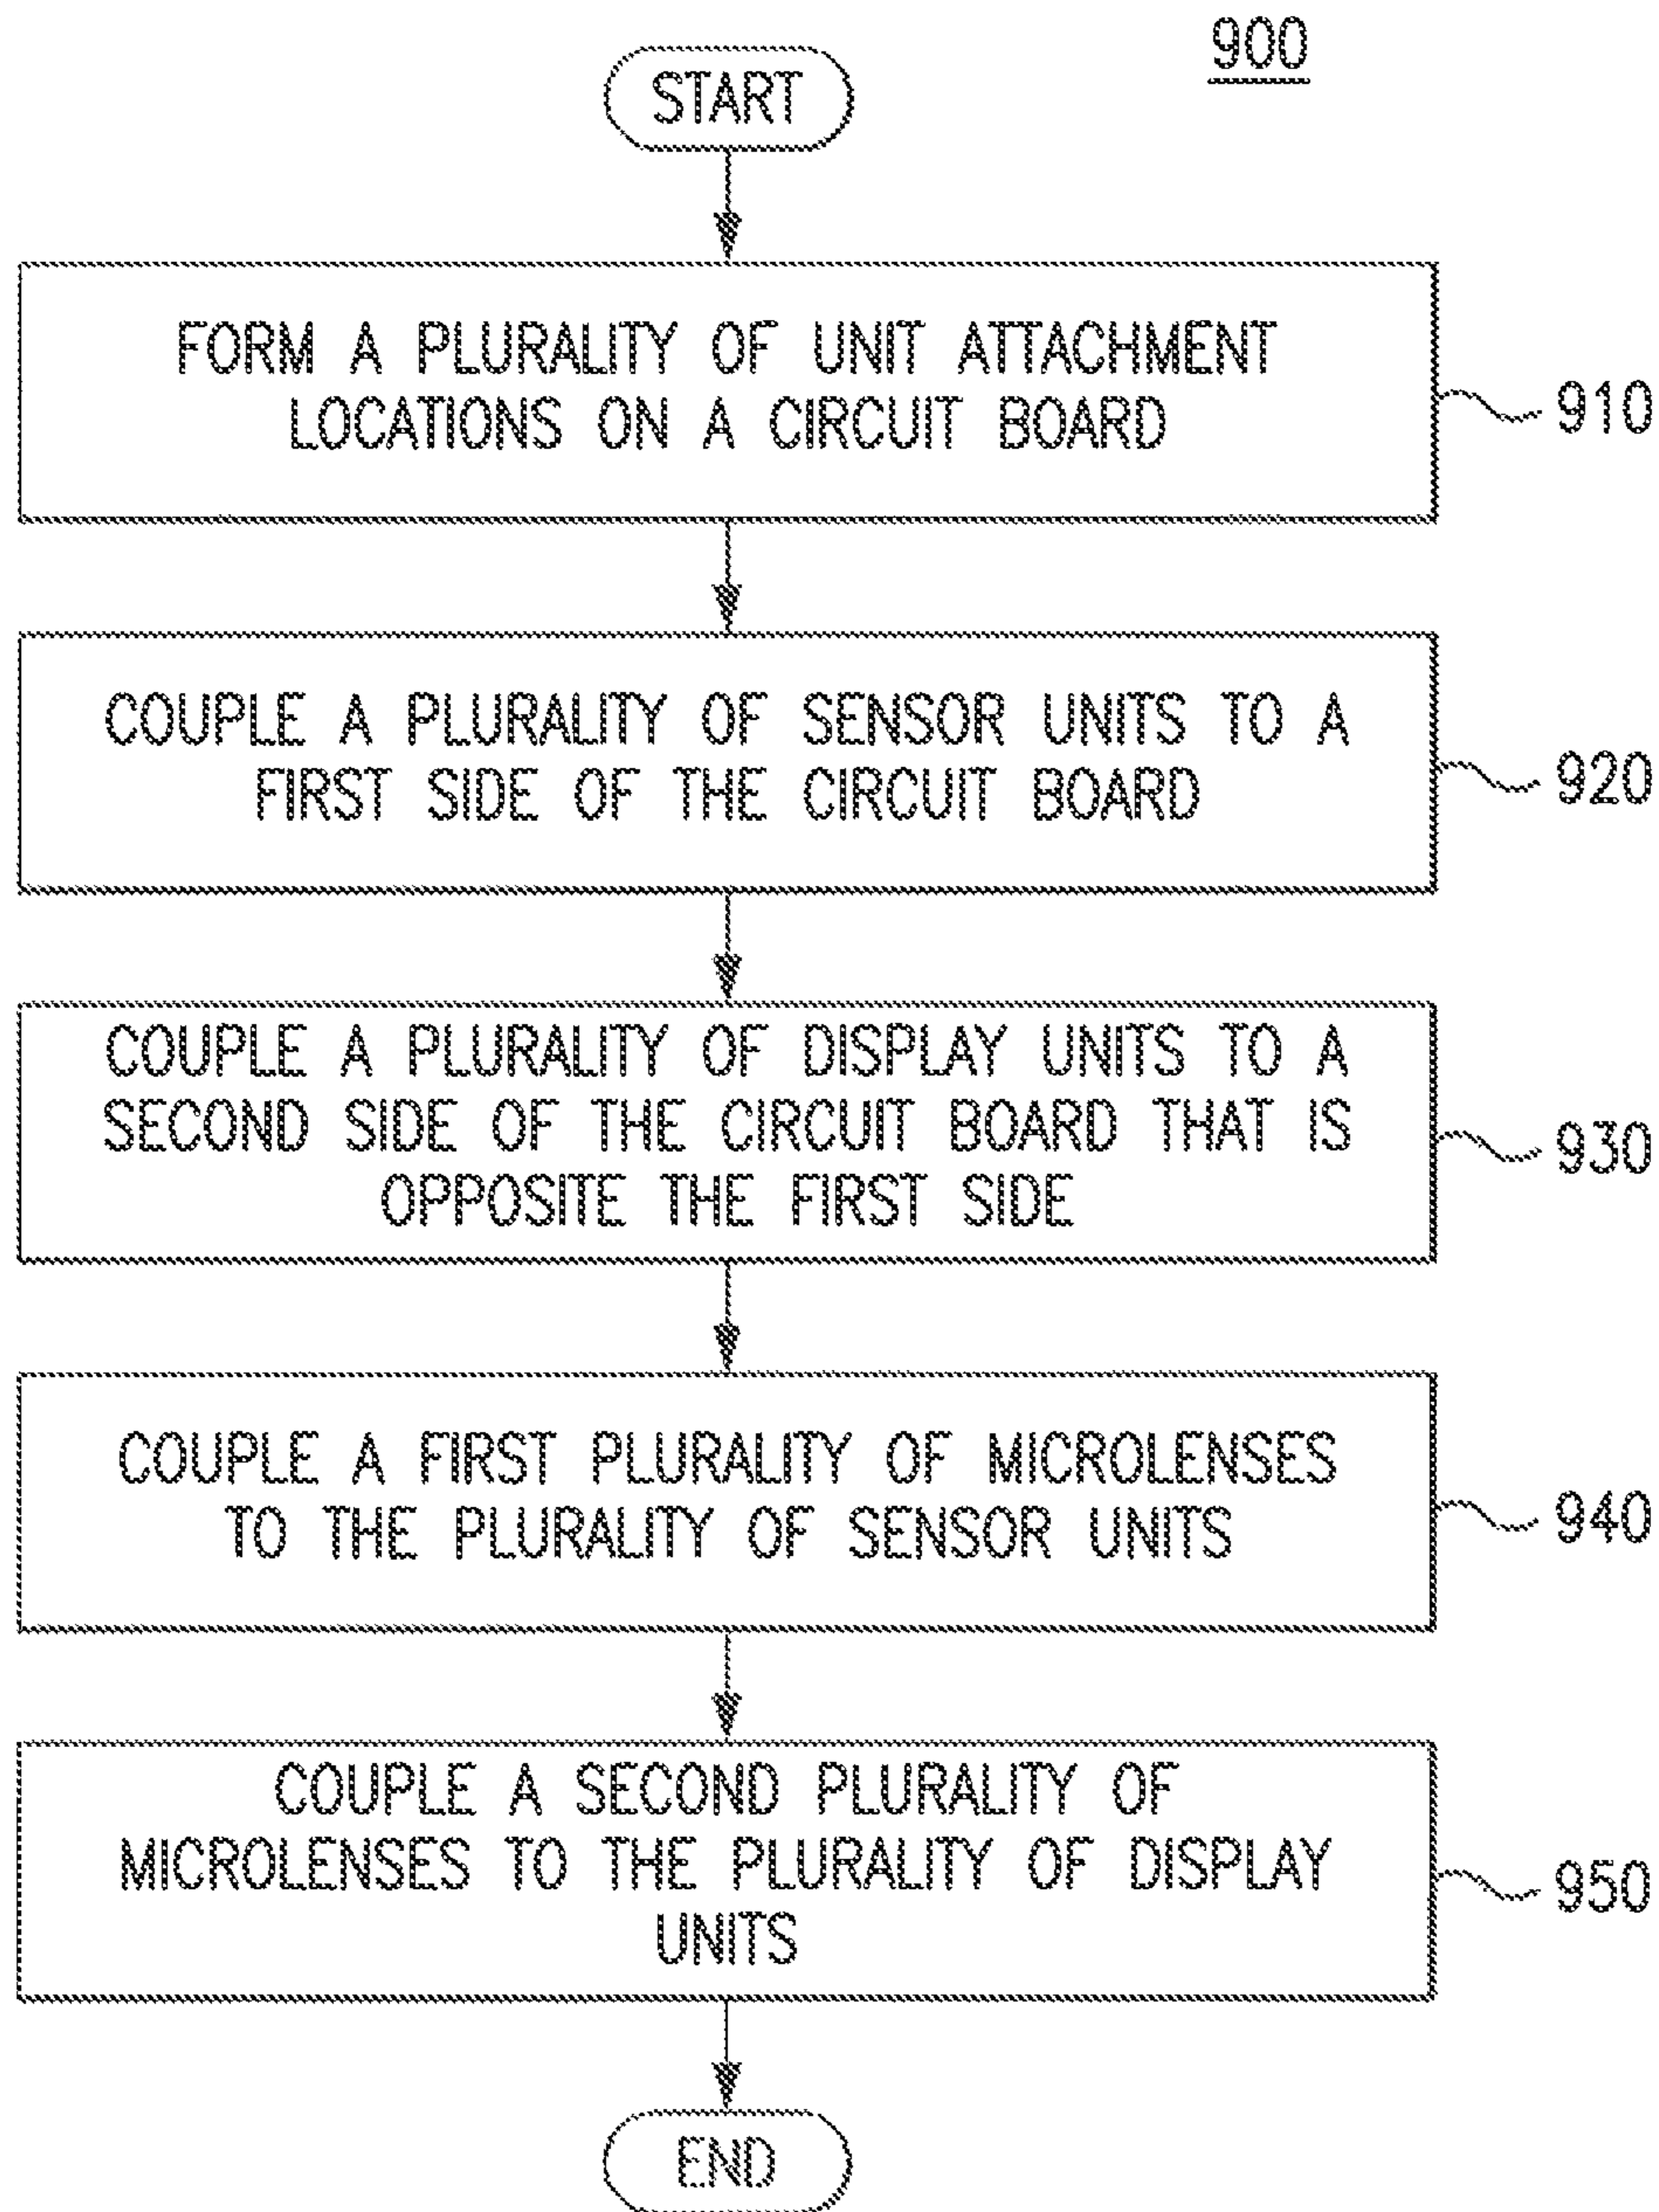 900
START
FORM A PLURALITY OF UNIT ATTACHMENT
LOCATIONS ON A CIRCUIT BOARD
910
COUPLE A PLURALITY OF SENSOR UNITS TO A
FIRST SIDE OF THE CIRCUIT BOARD
920
COUPLE A PLURALITY OF DISPLAY UNITS TO A
SECOND SIDE OF THE CIRCUIT BOARD THAT IS
OPPOSITE THE FIRST SIDE
930
COUPLE A FIRST PLURALITY OF MICROLENSES
TO THE PLURALITY OF SENSOR UNITS
940
COUPLE A SECOND PLURALITY OF
MICROLENSES TO THE PLURALITY OF DISPLAY
UNITS
950
END